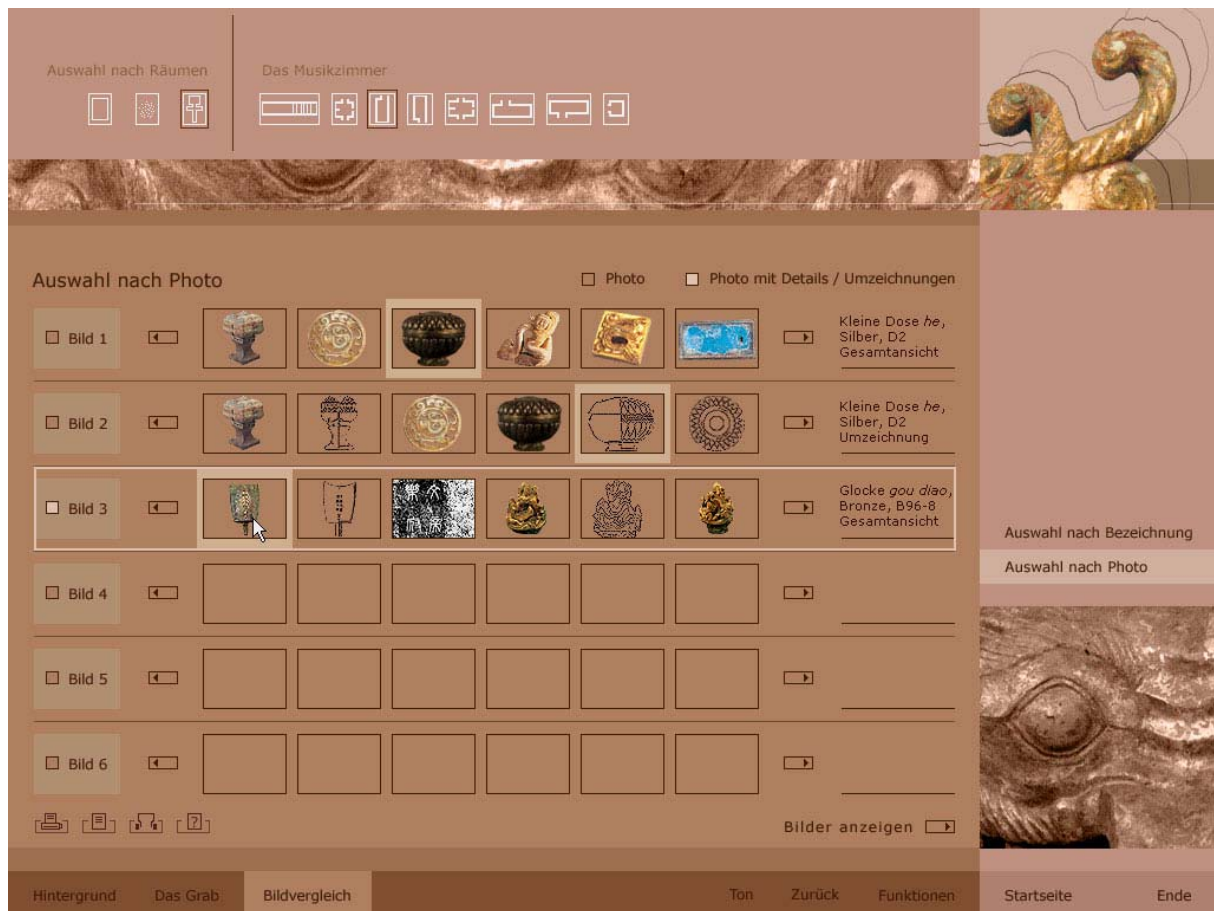 Auswahl nach Räumen
Das Musikzimmer
Auswahl nach Photo
Photo
Photo mit Details / Umzeichnungen
Bild 1
Kleine Dose he,
Silber, D2
Gesamtansicht
Bild 2
Kleine Dose he,
Silber, D2
Umzeichnung
Bild 3
Glocke gou diao,
Bronze, B96-8
Gesamtansicht
Bild 4
Bild 5
Bild 6
?
Bilder anzeigen
Auswahl nach Bezeichnung
Auswahl nach Photo
Hintergrund
Das Grab
Bildvergleich
Ton
Zurück
Funktionen
Startseite
Ende